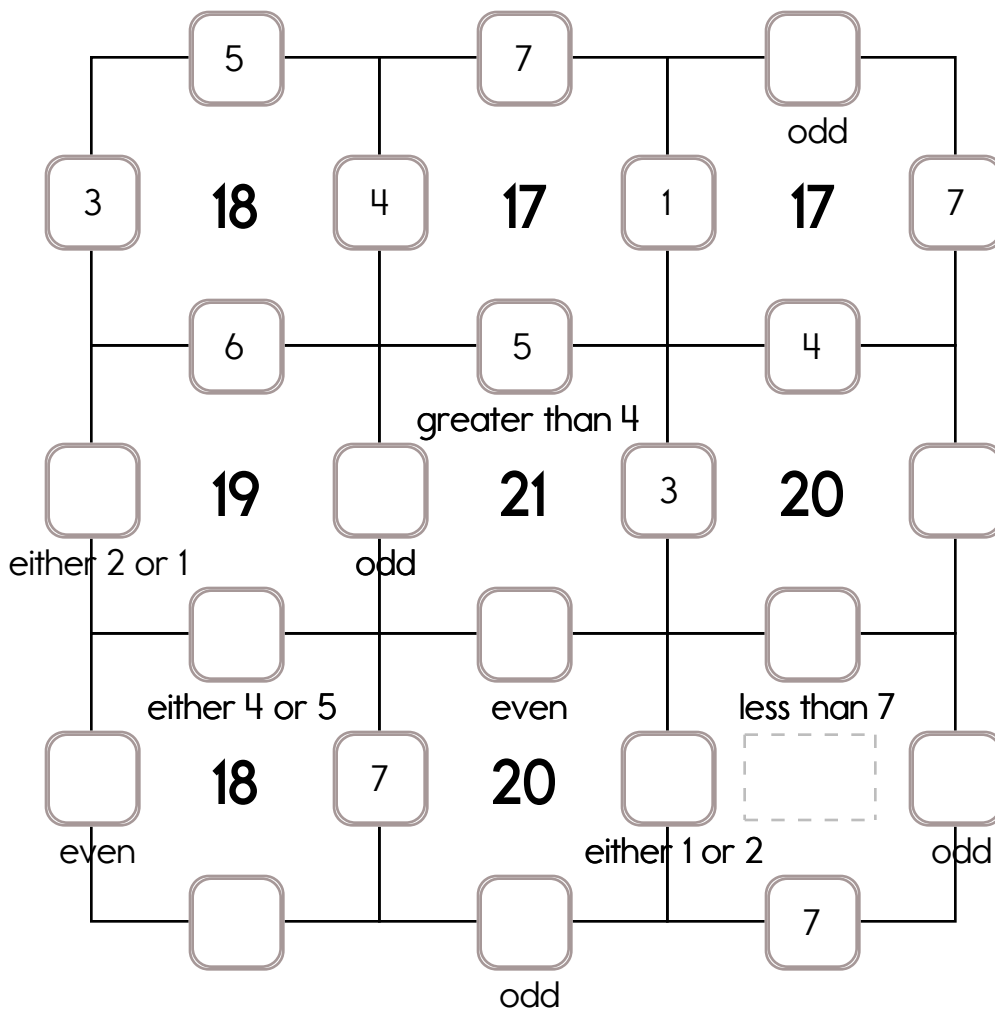 5 7
odd
3 18 4 17 1 17 7
6 5 4
greater than 4
19 21 3 20
either 2 or 1 odd
either 4 or 5 even less than 7
18 7 20
even either 1 or 2 odd
7
odd